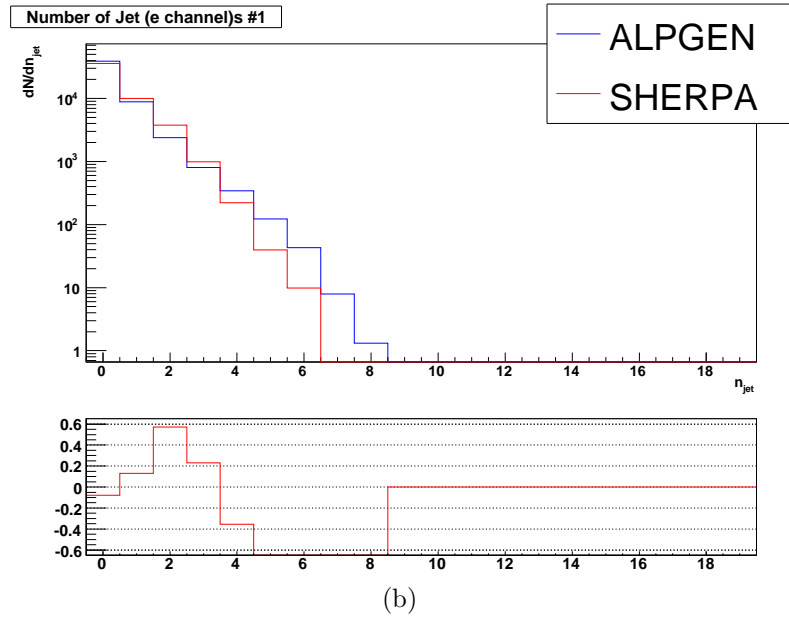 Number of Jet (e channel)s #1
ALPGEN
SHERPA
dN/dn_jet
10^4
10^3
10^2
10
1
0 2 4 6 8 10 12 14 16 18
n_jet
0.6
0.4
0.2
0
-0.2
-0.4
-0.6
0 2 4 6 8 10 12 14 16 18
(b)